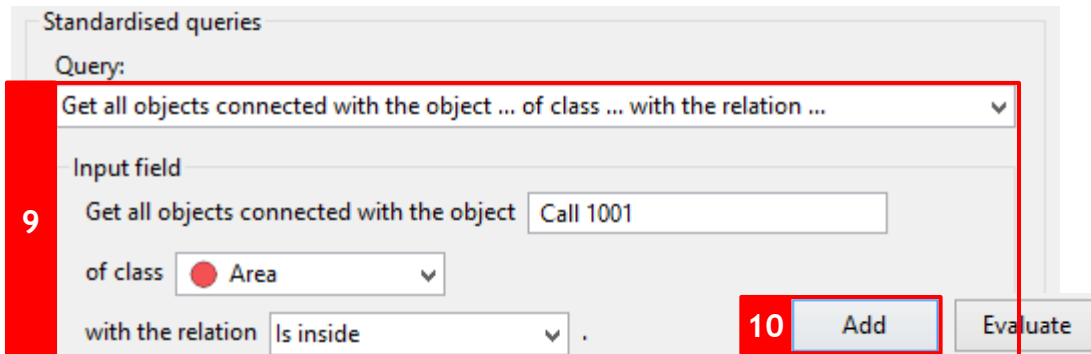 Standardised queries
Query:
Get all objects connected with the object ... of class ... with the relation ...
Input field
9
Get all objects connected with the object Call 1001
of class Area
with the relation Is inside .
10 Add Evaluate